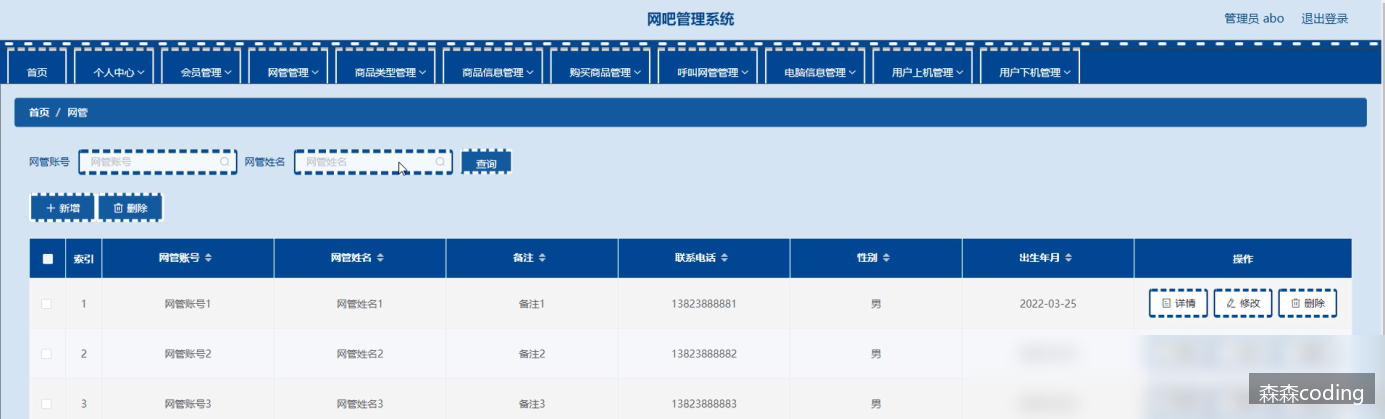 网吧管理系统
管理员 abo 退出登录
首页 个人中心 会员管理 网管管理 商品类型管理 商品信息管理 购买商品管理 呼叫网管管理 电脑信息管理 用户上机管理 用户下机管理
首页 / 网管
网管账号 网管账号 网管姓名 网管姓名 查询
新增 删除
索引 网管账号 网管姓名 备注 联系电话 性别 出生年月 操作
1 网管账号1 网管姓名1 备注1 13823888881 男 2022-03-25 详情 修改 删除
2 网管账号2 网管姓名2 备注2 13823888882 男
3 网管账号3 网管姓名3 备注3 13823888883 男
森森coding